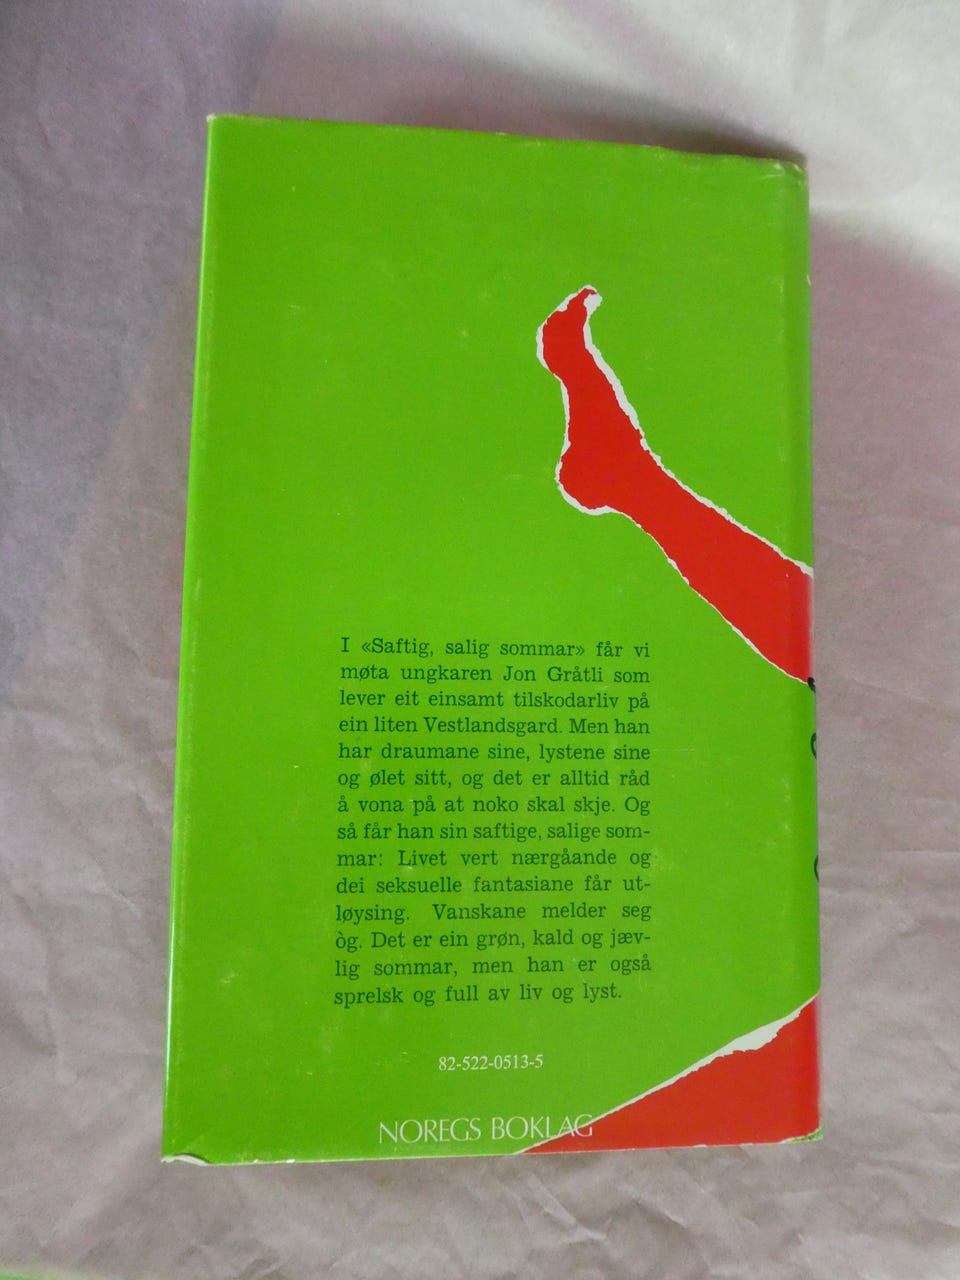 I «Saftig, salig sommar» får vi
møta ungkaren Jon Gråtli som
lever eit einsamt tilskodarliv på
ein liten Vestlandsgard. Men han
har draumane sine, lystene sine
og ølet sitt, og det er alltid råd
å vona på at noko skal skje. Og
så får han sin saftige, salige som-
mar: Livet vert nærgåande og
dei seksuelle fantasiane får ut-
løysing. Vanskane melder seg
òg. Det er ein grøn, kald og jæv-
lig sommar, men han er også
sprelsk og full av liv og lyst.
82-522-0513-5
NOREGS BOKLAG